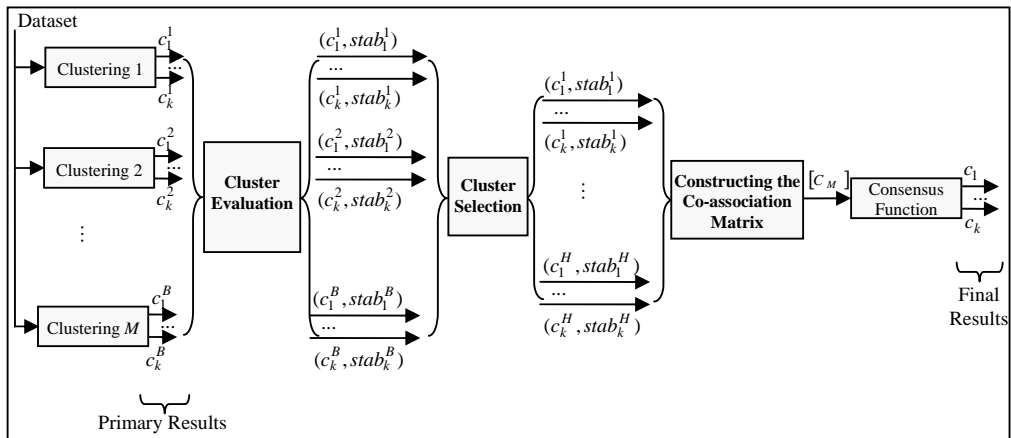 Dataset
Clustering 1
c_1^1
...
c_k^1
Clustering 2
c_1^2
...
c_k^2
⋮
Clustering M
c_1^B
...
c_k^B
Primary Results
Cluster
Evaluation
(c_1^1, stab_1^1)
...
(c_k^1, stab_k^1)
(c_1^2, stab_1^2)
...
(c_k^2, stab_k^2)
(c_1^B, stab_1^B)
...
(c_k^B, stab_k^B)
Cluster
Selection
(c_1^1, stab_1^1)
...
(c_k^1, stab_k^1)
⋮
(c_1^H, stab_1^H)
...
(c_k^H, stab_k^H)
Constructing the
Co-association
Matrix
[C_M]
Consensus
Function
c_1
...
c_k
Final
Results